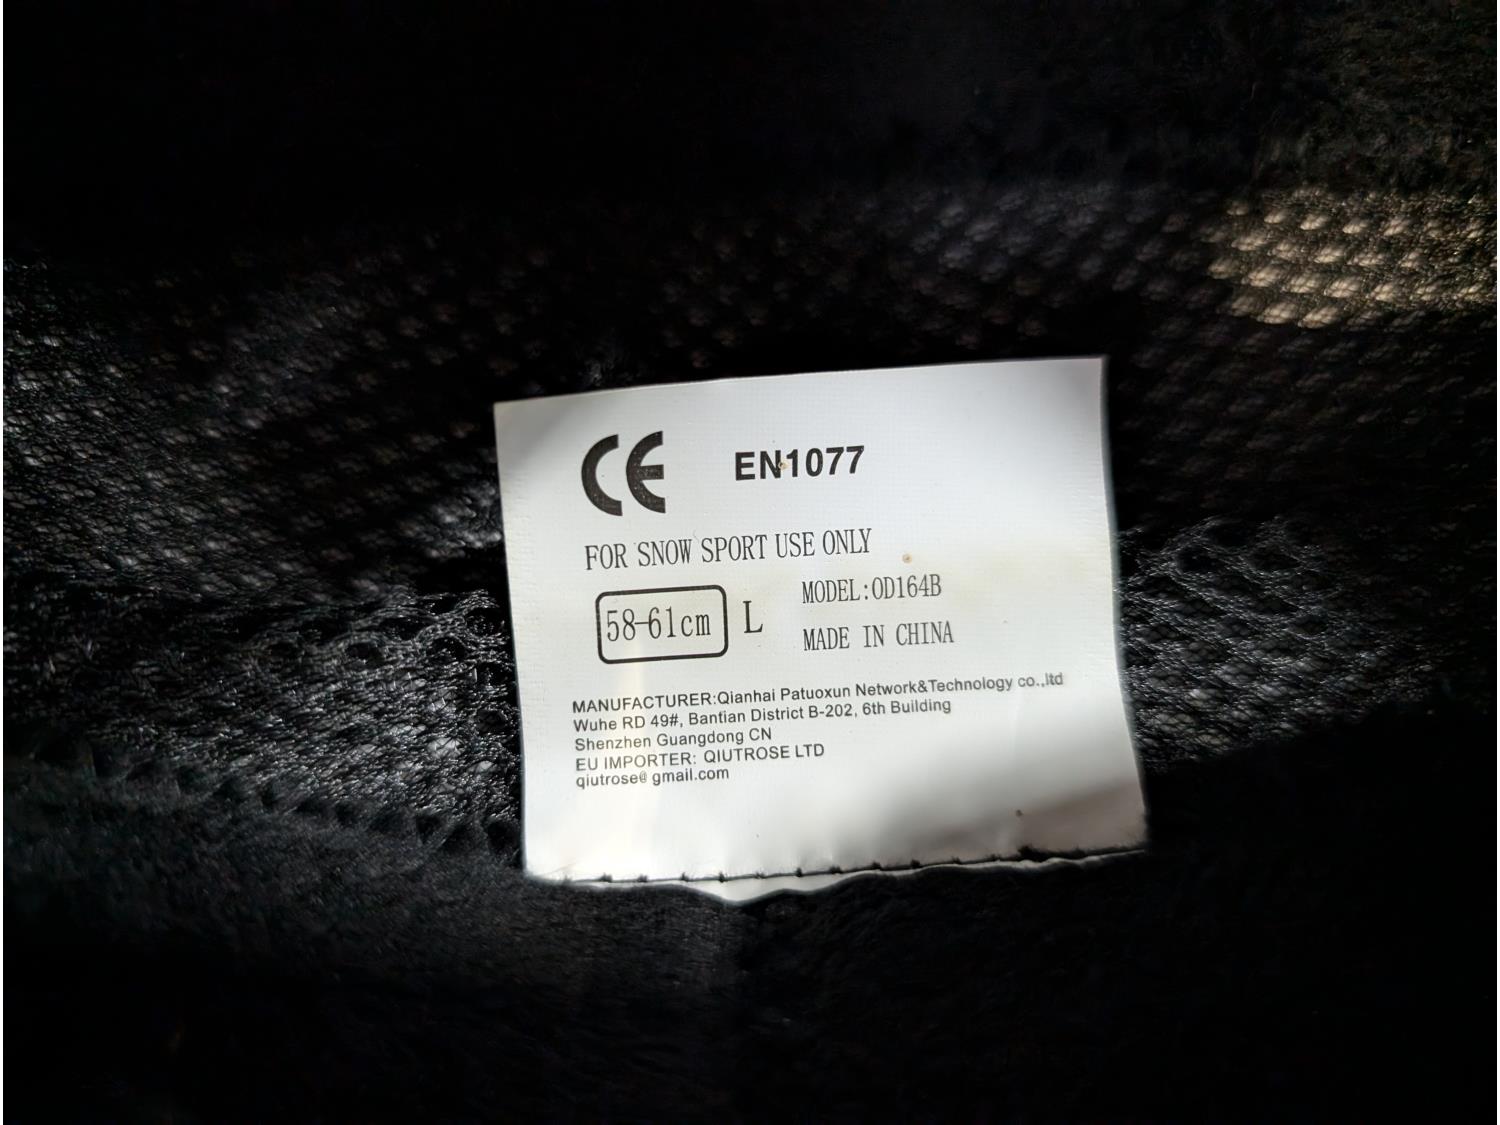 CE EN1077
FOR SNOW SPORT USE ONLY
58-61cm L
MODEL:OD164B
MADE IN CHINA
MANUFACTURER:Qianhai Patuoxun Network&Technology co.,ltd
Wuhe RD 49#, Bantian District B-202, 6th Building
Shenzhen Guangdong CN
EU IMPORTER: QIUTROSE LTD
qiutrose@ gmail.com